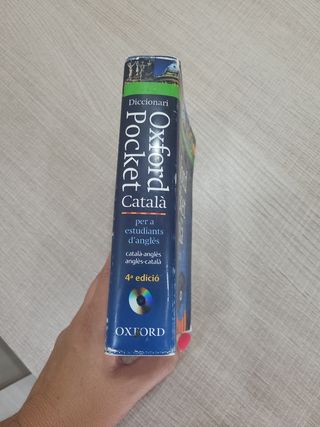 Diccionari
Oxford
Pocket
Català
per a
estudiants
d'anglès
català-anglès
anglès-català
4ª edició
OXFORD